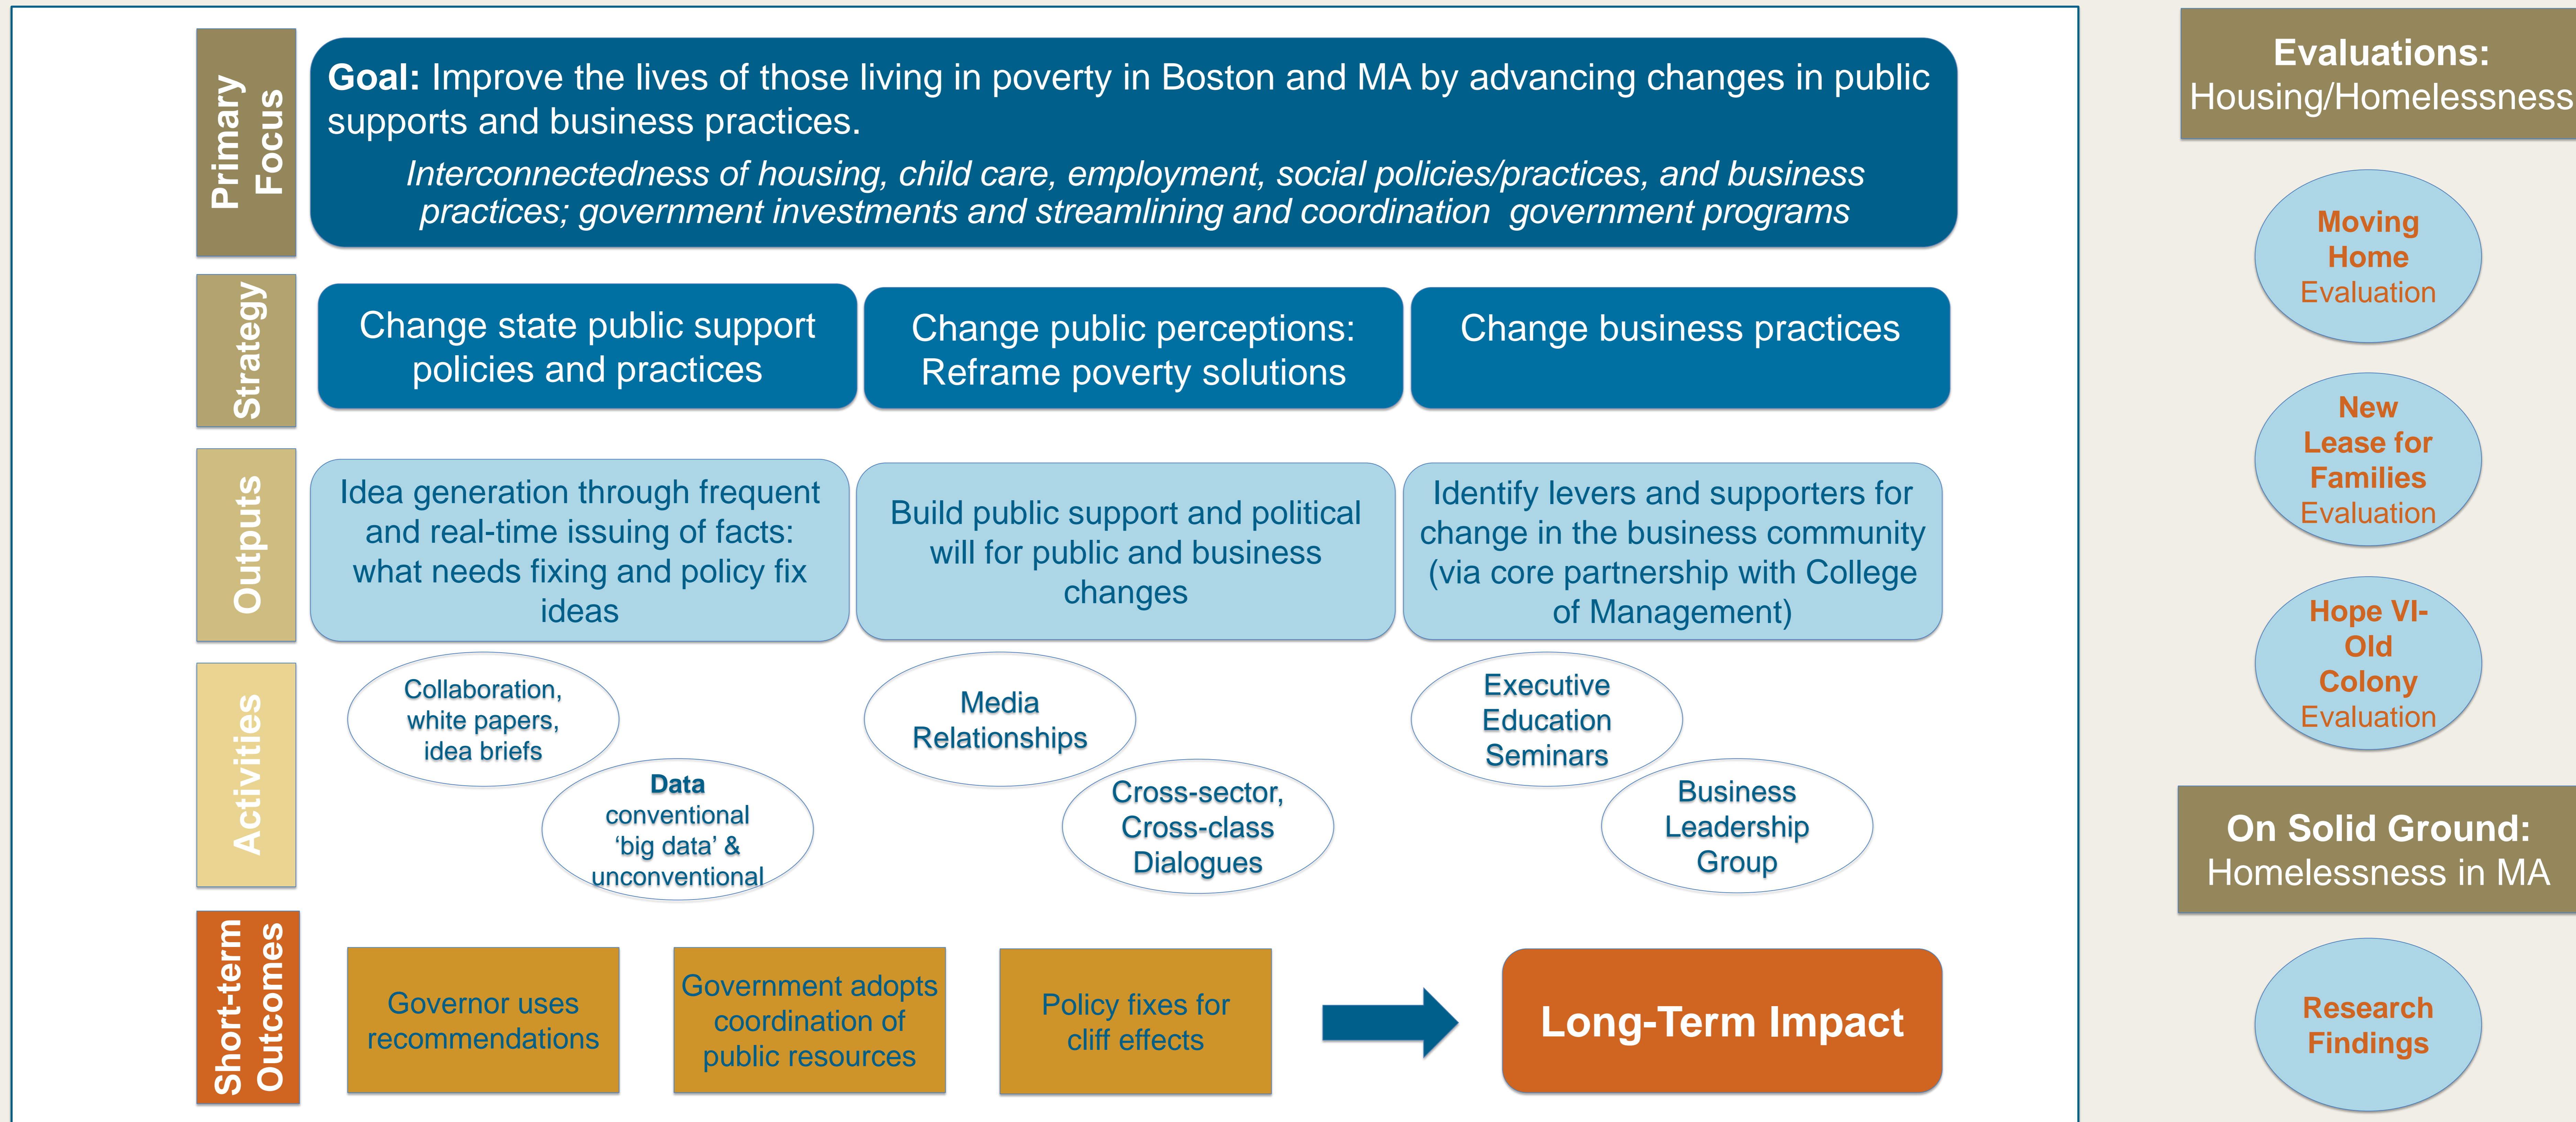 Primary
Focus
Goal: Improve the lives of those living in poverty in Boston and MA by advancing changes in public
supports and business practices.
Interconnectedness of housing, child care, employment, social policies/practices, and business
practices; government investments and streamlining and coordination  government programs
Strategy
Change state public support
policies and practices
Change public perceptions:
Reframe poverty solutions
Change business practices
Outputs
Idea generation through frequent
and real-time issuing of facts:
what needs fixing and policy fix
ideas
Build public support and political
will for public and business
changes
Identify levers and supporters for
change in the business community
(via core partnership with College
of Management)
Activities
Collaboration,
white papers,
idea briefs
Data
conventional
‘big data’ &
unconventional
Media
Relationships
Cross-sector,
Cross-class
Dialogues
Executive
Education
Seminars
Business
Leadership
Group
Short-term
Outcomes
Governor uses
recommendations
Government adopts
coordination of
public resources
Policy fixes for
cliff effects
Long-Term Impact
Evaluations:
Housing/Homelessness
Moving
Home
Evaluation
New
Lease for
Families
Evaluation
Hope VI-
Old
Colony
Evaluation
On Solid Ground:
Homelessness in MA
Research
Findings